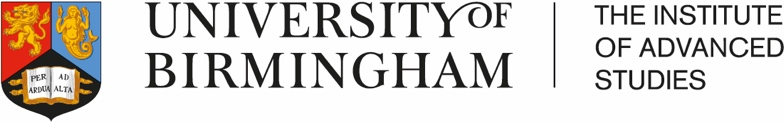 UNIVERSITY OF
BIRMINGHAM
THE INSTITUTE
OF ADVANCED
STUDIES
PER AD
ARDUA ALTA